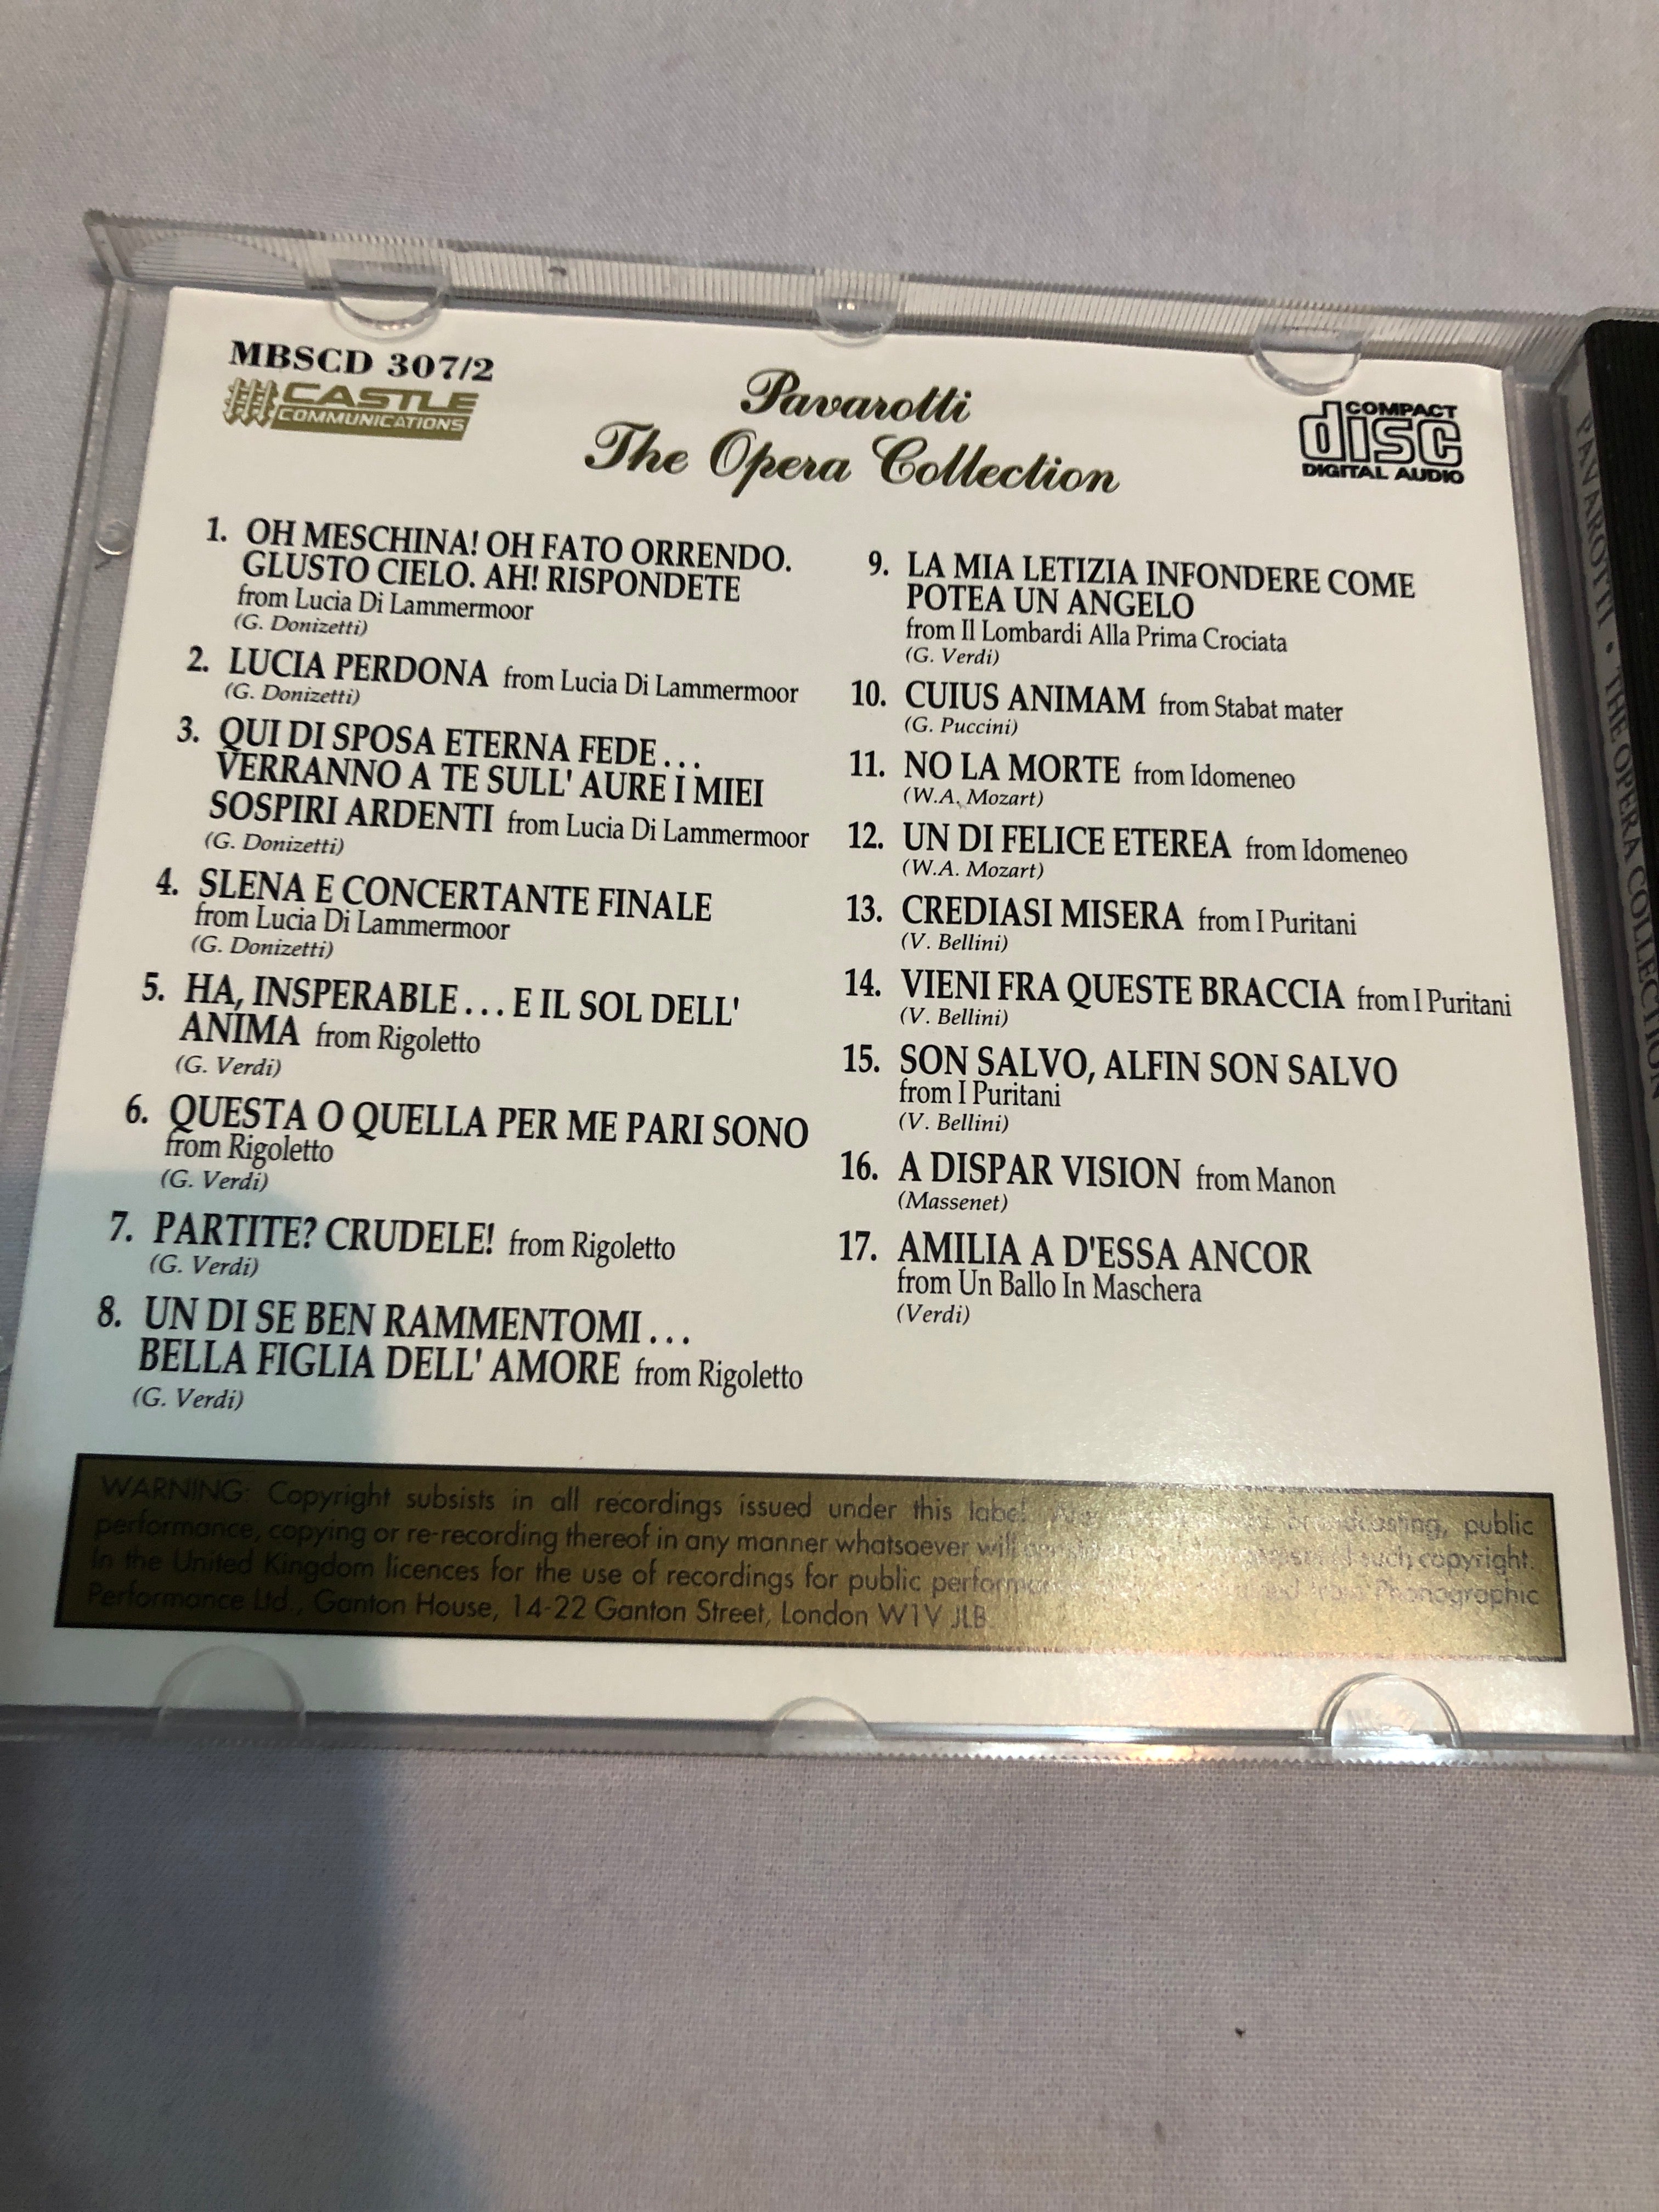 MBSCD 307/2
CASTLE
COMMUNICATIONS
Pavarotti
The Opera Collection
COMPACT
disc
DIGITAL AUDIO
1. OH MESCHINA! OH FATO ORRENDO.
GLUSTO CIELO. AH! RISPONDETE
from Lucia Di Lammermoor
(G. Donizetti)
2. LUCIA PERDONA from Lucia Di Lammermoor
(G. Donizetti)
3. QUI DI SPOSA ETERNA FEDE...
VERRANNO A TE SULL' AURE I MIEI
SOSPIRI ARDENTI from Lucia Di Lammermoor
(G. Donizetti)
4. SLENA E CONCERTANTE FINALE
from Lucia Di Lammermoor
(G. Donizetti)
5. HA, INSPERABLE... E IL SOL DELL'
ANIMA from Rigoletto
(G. Verdi)
6. QUESTA O QUELLA PER ME PARI SONO
from Rigoletto
(G. Verdi)
7. PARTITE? CRUDELE! from Rigoletto
(G. Verdi)
8. UN DI SE BEN RAMMENTOMI...
BELLA FIGLIA DELL' AMORE from Rigoletto
(G. Verdi)
9. LA MIA LETIZIA INFONDERE COME
POTEA UN ANGELO
from Il Lombardi Alla Prima Crociata
(G. Verdi)
10. CUIUS ANIMAM from Stabat mater
(G. Puccini)
11. NO LA MORTE from Idomeneo
(W.A. Mozart)
12. UN DI FELICE ETEREA from Idomeneo
(W.A. Mozart)
13. CREDIASI MISERA from I Puritani
(V. Bellini)
14. VIENI FRA QUESTE BRACCIA from I Puritani
(V. Bellini)
15. SON SALVO, ALFIN SON SALVO
from I Puritani
(V. Bellini)
16. A DISPAR VISION from Manon
(Massenet)
17. AMILIA A D'ESSA ANCOR
from Un Ballo In Maschera
(Verdi)
WARNING: Copyright subsists in all recordings issued under this label. broadcasting, public
performance, copying or re-recording thereof in any manner whatsoever will such copyright.
In the United Kingdom licences for the use of recordings for public performance from Phonographic
Performance Ltd., Ganton House, 14-22 Ganton Street, London W1V JLB.
PAVAROTTI • THE OPERA COLLECTION